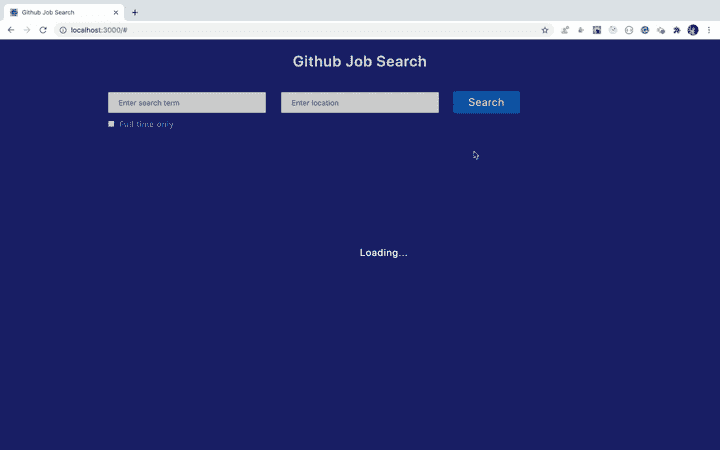 Github Job Search
localhost:3000/#
Github Job Search
Enter search term
Enter location
Search
Full time only
Loading...